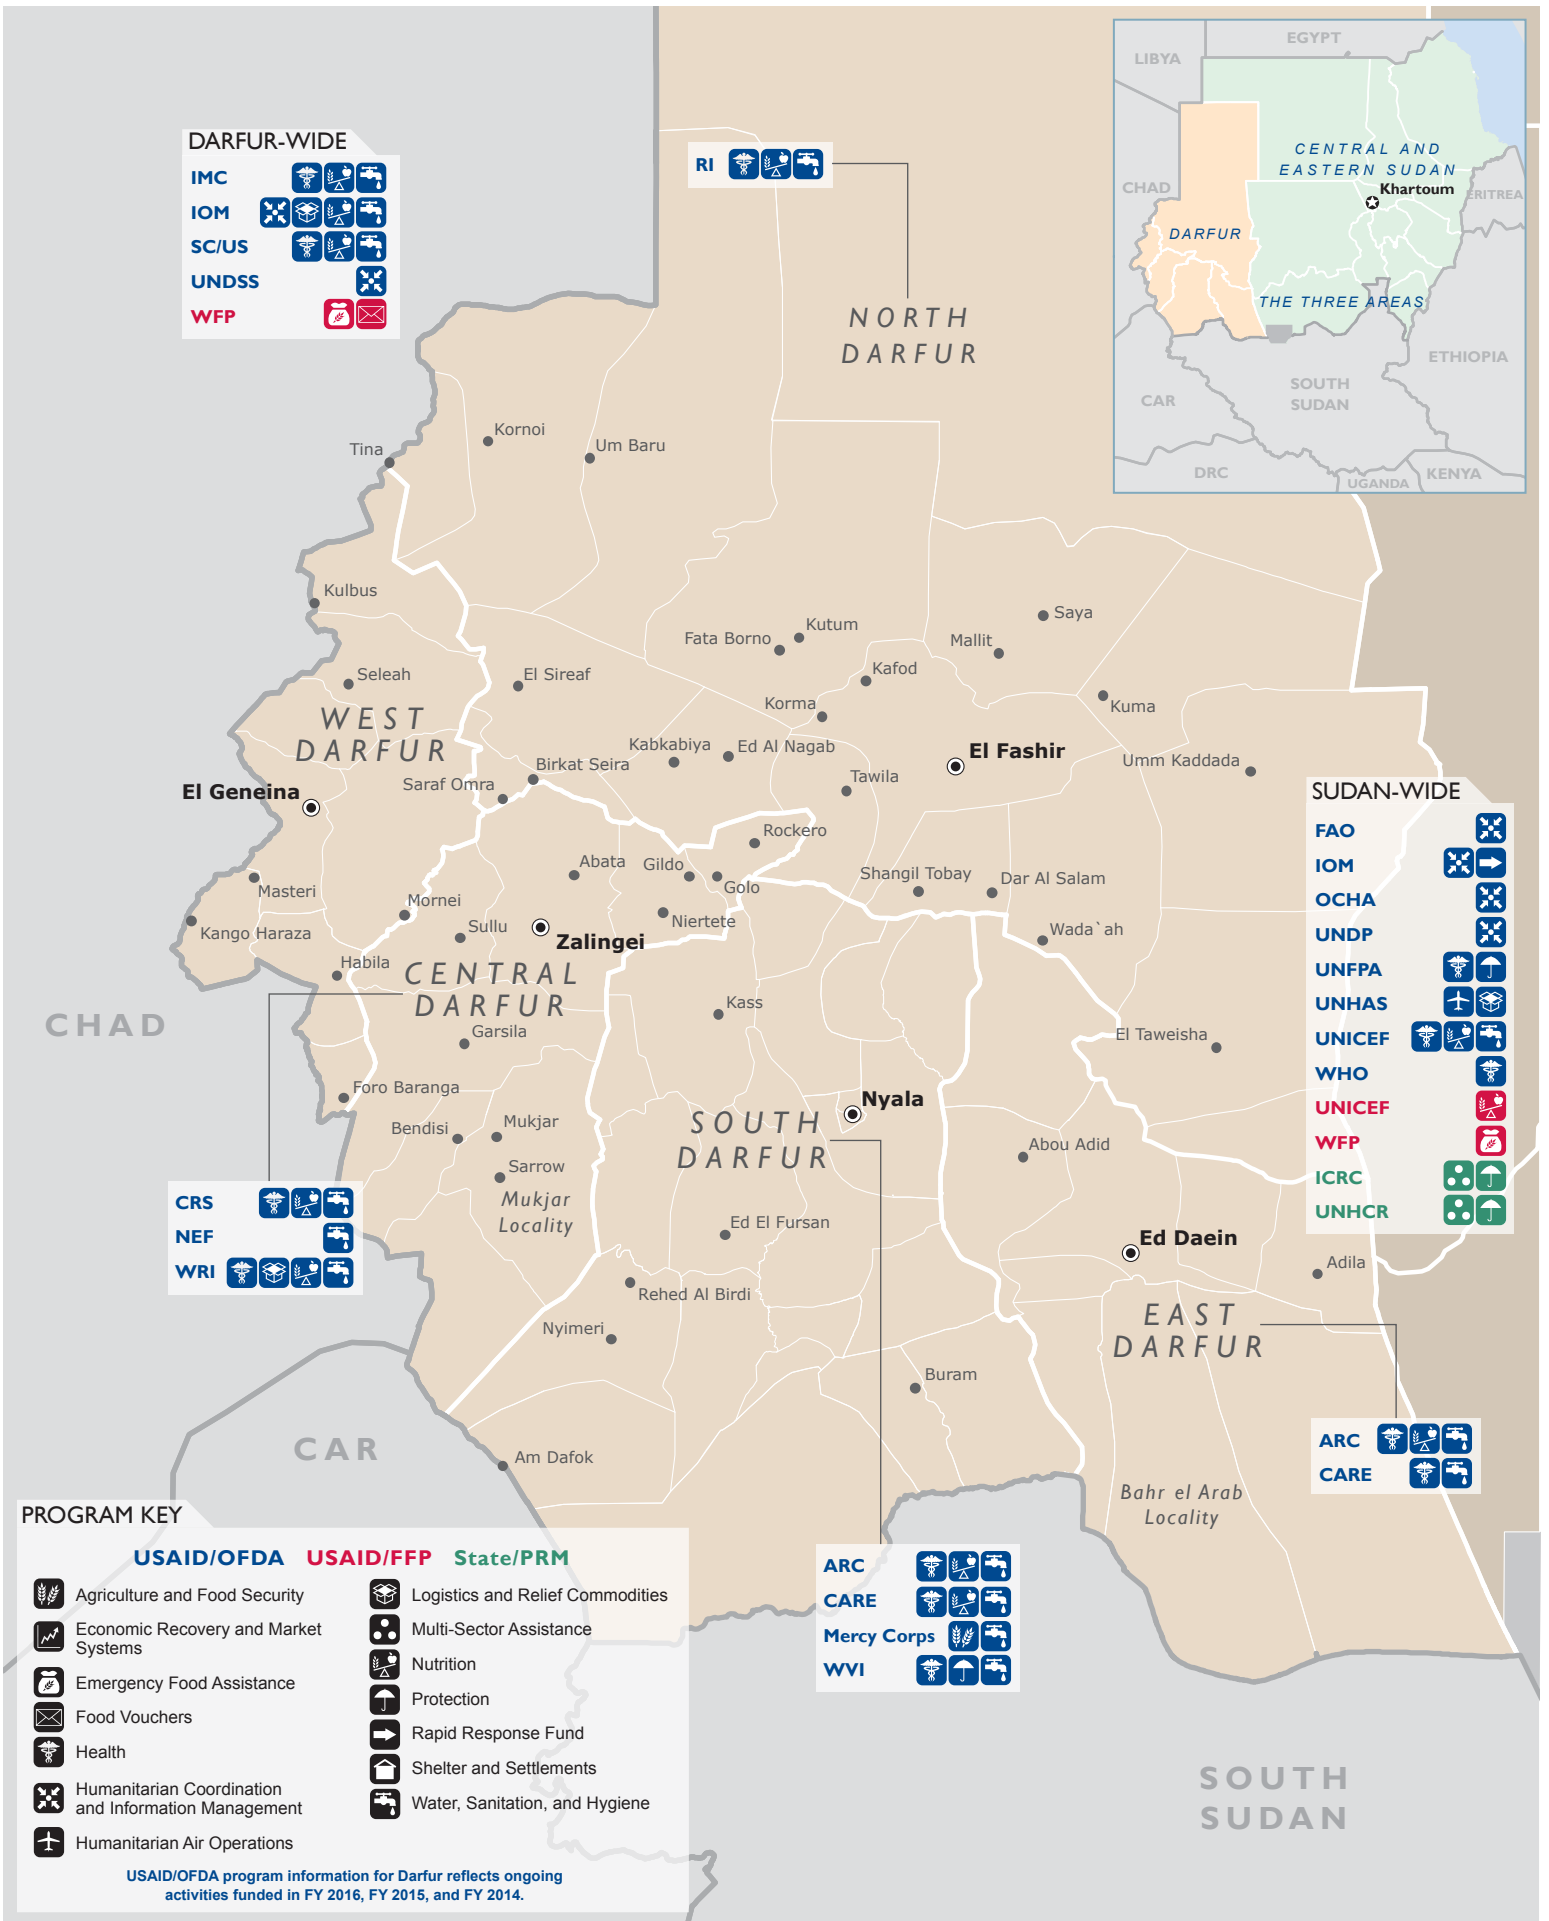 DARFUR-WIDE
IMC
IOM
SC/US
UNDSS
WFP
RI
LIBYA
EGYPT
CENTRAL AND
EASTERN SUDAN
Khartoum
CHAD
ERITREA
DARFUR
THE THREE AREAS
ETHIOPIA
SOUTH
SUDAN
CAR
DRC
UGANDA
KENYA
NORTH
DARFUR
Kornoi
Tina
Um Baru
Kulbus
Saya
Kutum
Fata Borno
Mallit
Kafod
Seleah
El Sireaf
Korma
Kuma
WEST
DARFUR
Kabkabiya
Ed Al Nagab
El Fashir
Birkat Seira
Umm Kaddada
Saraf Omra
Tawila
El Geneina
Rockero
Abata
Gildo
Golo
Shangil Tobay
Dar Al Salam
Masteri
Mornei
Niertete
Kango Haraza
Sullu
Zalingei
Wada`ah
Habila
CENTRAL
DARFUR
Kass
CHAD
Garsila
El Taweisha
Foro Baranga
Nyala
Bendisi
Mukjar
SOUTH
DARFUR
Abou Adid
Sarrow
Mukjar
Locality
Ed El Fursan
Ed Daein
Adila
Rehed Al Birdi
Nyimeri
EAST
DARFUR
Buram
CAR
Am Dafok
Bahr el Arab
Locality
SUDAN-WIDE
FAO
IOM
OCHA
UNDP
UNFPA
UNHAS
UNICEF
WHO
UNICEF
WFP
ICRC
UNHCR
CRS
NEF
WRI
ARC
CARE
ARC
CARE
Mercy Corps
WVI
SOUTH
SUDAN
PROGRAM KEY
USAID/OFDA USAID/FFP State/PRM
Agriculture and Food Security
Economic Recovery and Market
Systems
Emergency Food Assistance
Food Vouchers
Health
Humanitarian Coordination
and Information Management
Humanitarian Air Operations
Logistics and Relief Commodities
Multi-Sector Assistance
Nutrition
Protection
Rapid Response Fund
Shelter and Settlements
Water, Sanitation, and Hygiene
USAID/OFDA program information for Darfur reflects ongoing
activities funded in FY 2016, FY 2015, and FY 2014.